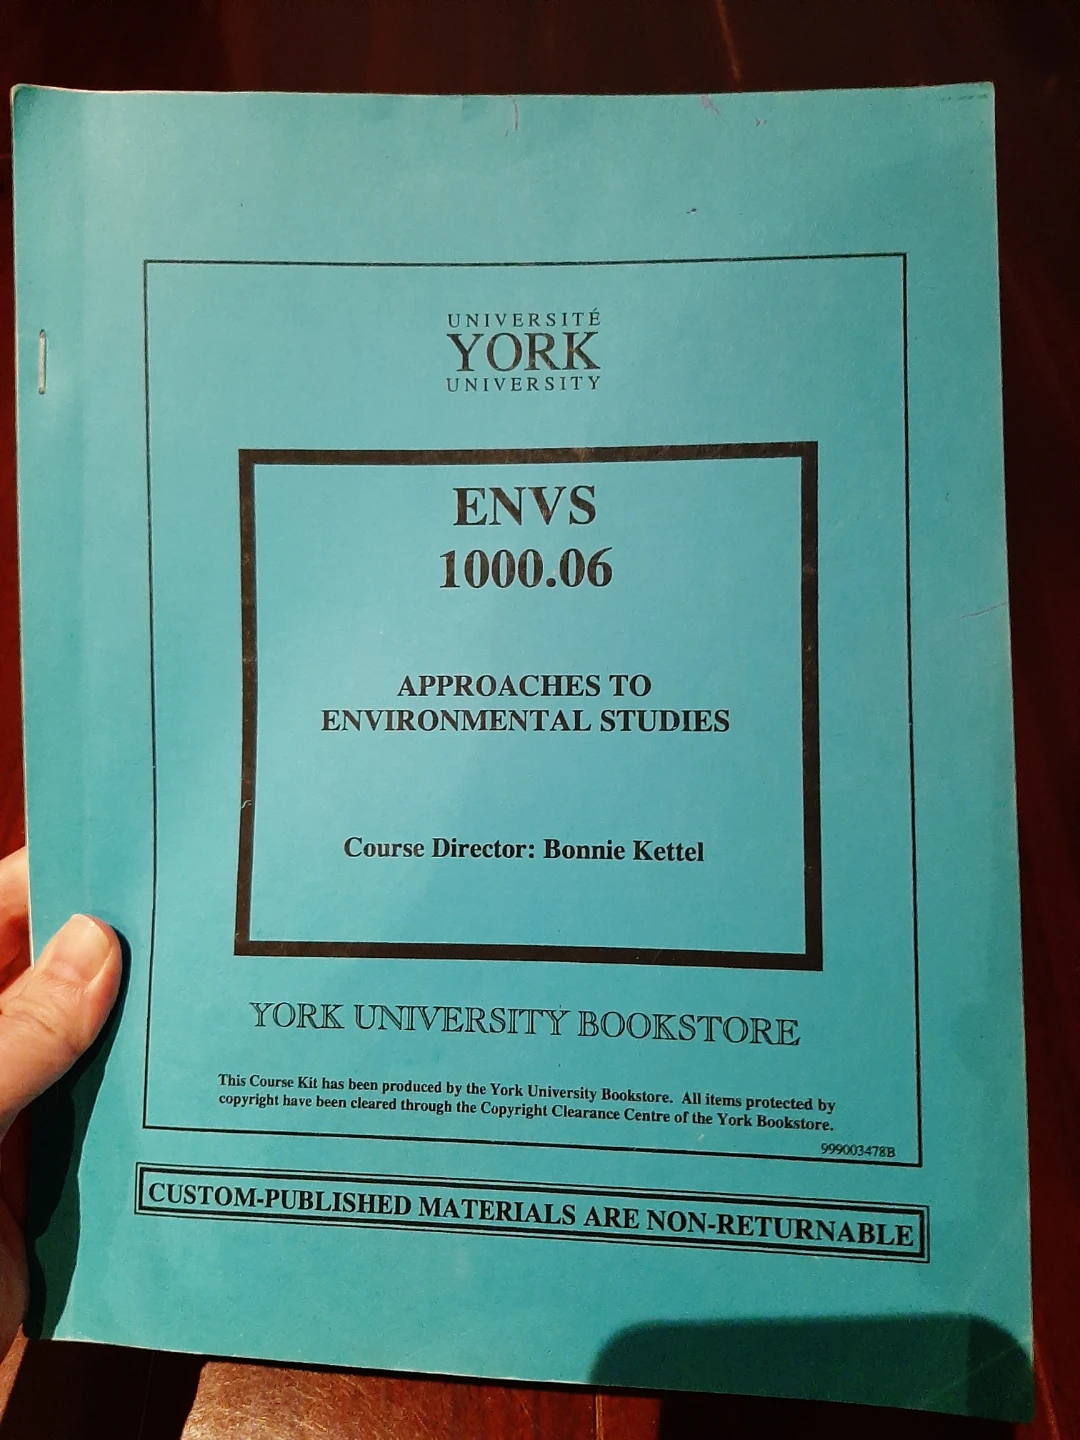 UNIVERSITÉ
YORK
UNIVERSITY
ENVS
1000.06
APPROACHES TO
ENVIRONMENTAL STUDIES
Course Director: Bonnie Kettel
YORK UNIVERSITY BOOKSTORE
This Course Kit has been produced by the York University Bookstore. All items protected by
copyright have been cleared through the Copyright Clearance Centre of the York Bookstore.
999003478B
CUSTOM-PUBLISHED MATERIALS ARE NON-RETURNABLE